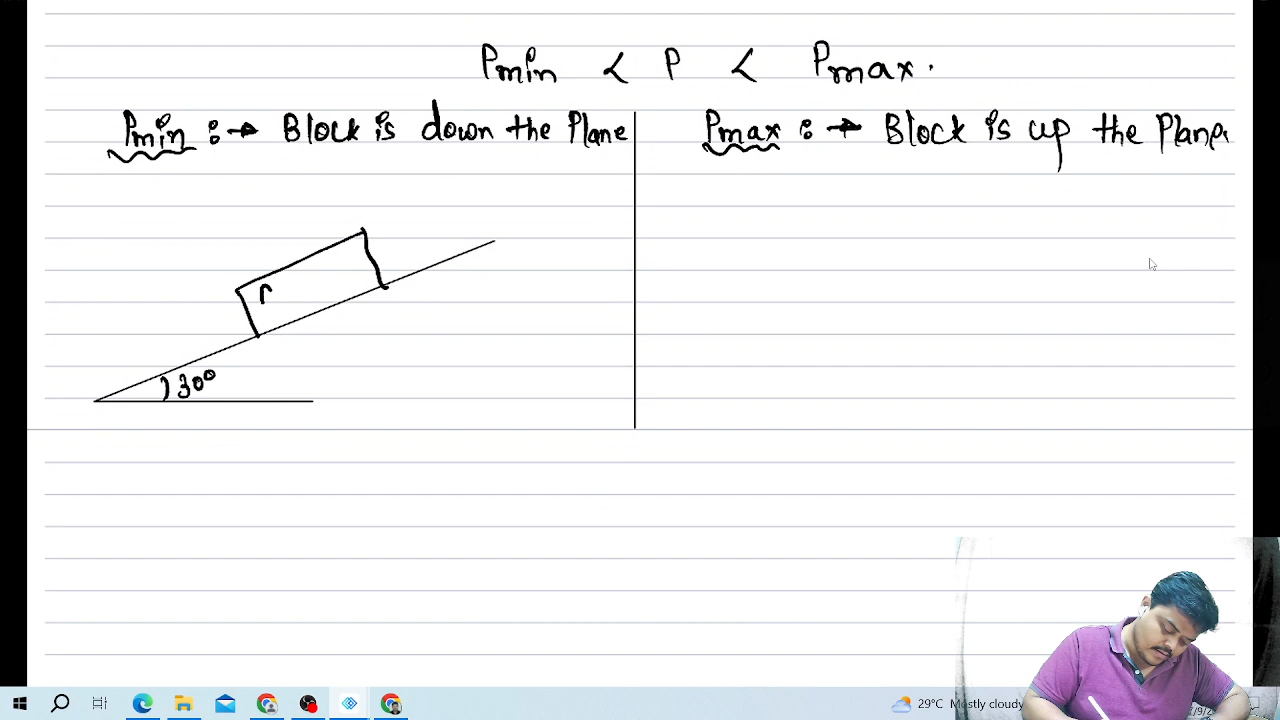 Pmin < P < Pmax.
Pmin :→ Block is down the Plane
Pmax :→ Block is up the Plane
30°
29°C Mostly cloudy